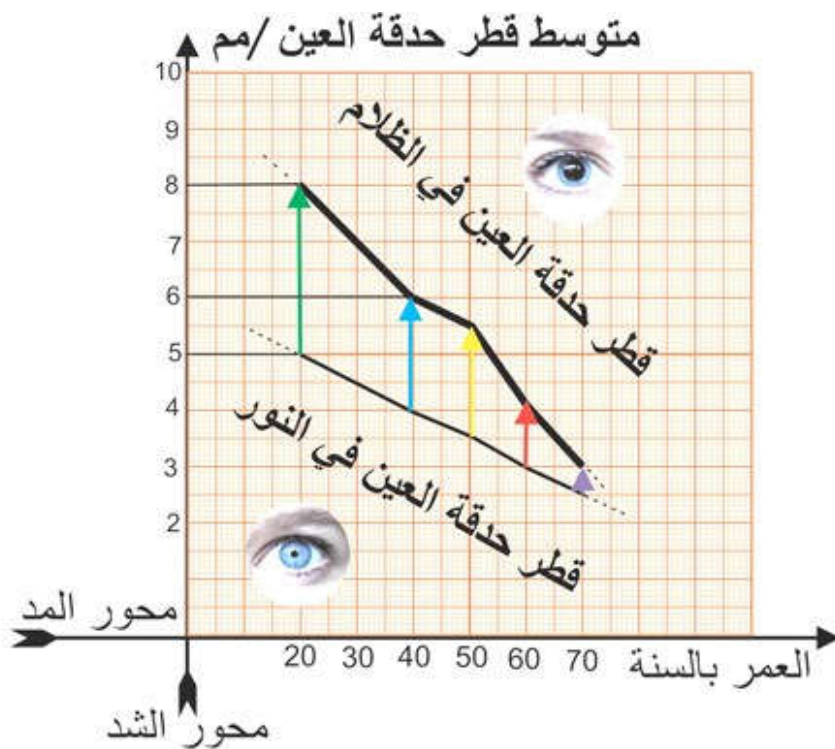 متوسط قطر حدقة العين /مم
10
9
8
7
6
5
4
3
2
قطر حدقة العين في الظلام
قطر حدقة العين في النور
محور المد
20 30 40 50 60 70
العمر بالسنة
محور الشد